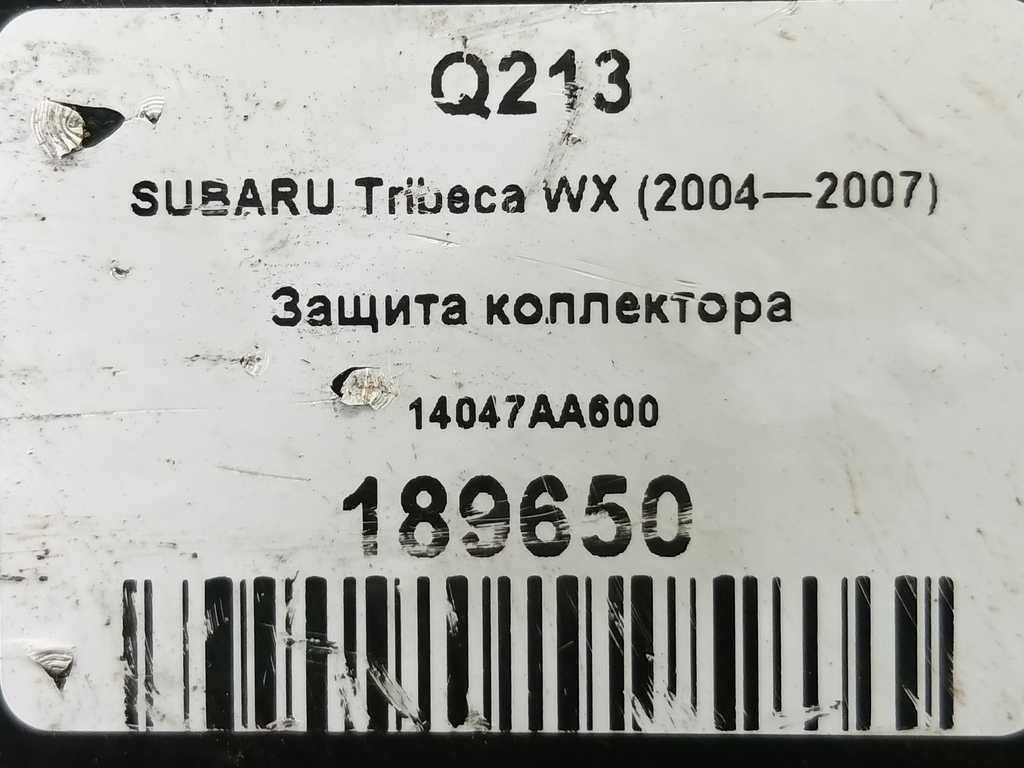 Q213
SUBARU Tribeca WX (2004—2007)
Защита коллектора
14047AA600
189650